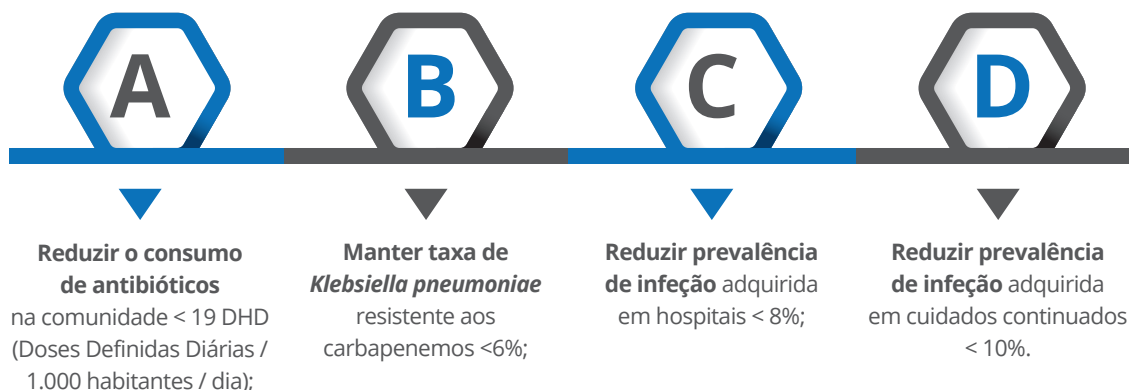 A
Reduzir o consumo
de antibióticos
na comunidade < 19 DHD
(Doses Definidas Diárias /
1.000 habitantes / dia);
B
Manter taxa de
Klebsiella pneumoniae
resistente aos
carbapenemos <6%;
C
Reduzir prevalência
de infeção adquirida
em hospitais < 8%;
D
Reduzir prevalência
de infeção adquirida
em cuidados continuados
< 10%.